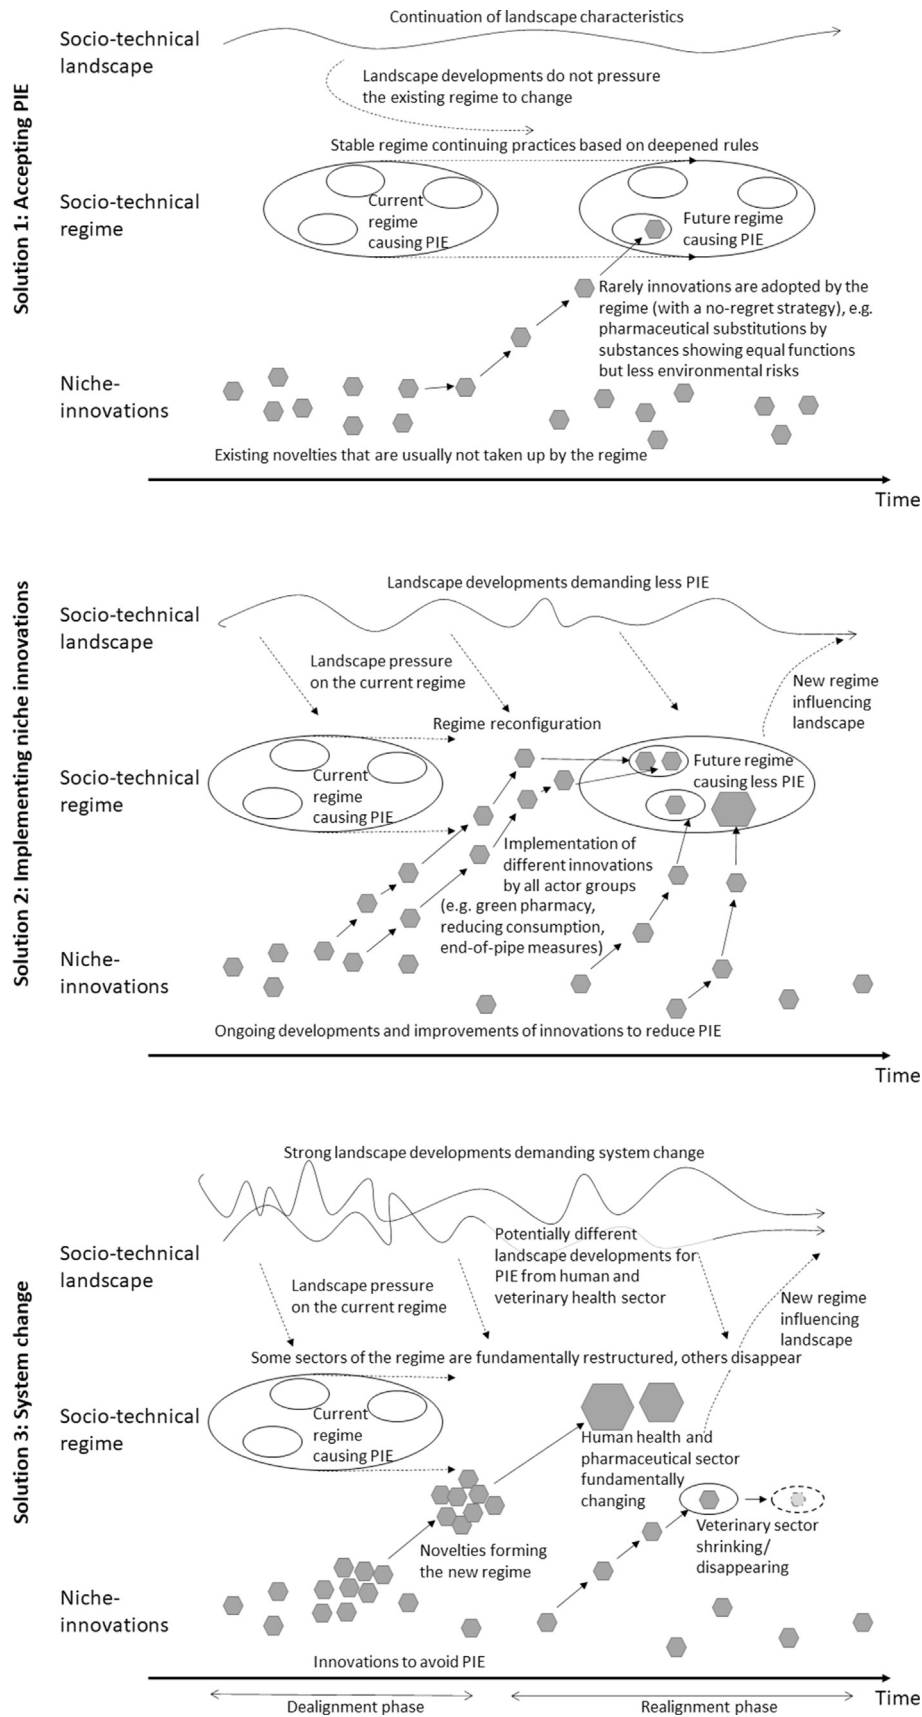 Solution 1: Accepting PIE
Socio-technical
landscape
Continuation of landscape characteristics
Landscape developments do not pressure
the existing regime to change
Stable regime continuing practices based on deepened rules
Socio-technical
regime
Current
regime
causing PIE
Future regime
causing PIE
Rarely innovations are adopted by the
regime (with a no-regret strategy), e.g.
pharmaceutical substitutions by
substances showing equal functions
but less environmental risks
Niche-
innovations
Existing novelties that are usually not taken up by the regime
Time
Solution 2: Implementing niche innovations
Landscape developments demanding less PIE
Socio-technical
landscape
Landscape pressure
on the current regime
New regime
influencing
landscape
Regime reconfiguration
Socio-technical
regime
Current
regime
causing PIE
Future regime
causing less PIE
Implementation of
different innovations
by all actor groups
(e.g. green pharmacy,
reducing consumption,
end-of-pipe measures)
Niche-
innovations
Ongoing developments and improvements of innovations to reduce PIE
Time
Solution 3: System change
Strong landscape developments demanding system change
Socio-technical
landscape
Potentially different
landscape developments for
PIE from human and
veterinary health sector
Landscape pressure
on the current regime
New regime
influencing
landscape
Some sectors of the regime are fundamentally restructured, others disappear
Socio-technical
regime
Current
regime
causing PIE
Human health and
pharmaceutical sector
fundamentally
changing
Veterinary sector
shrinking/
disappearing
Novelties forming
the new regime
Niche-
innovations
Innovations to avoid PIE
Time
Dealignment phase
Realignment phase